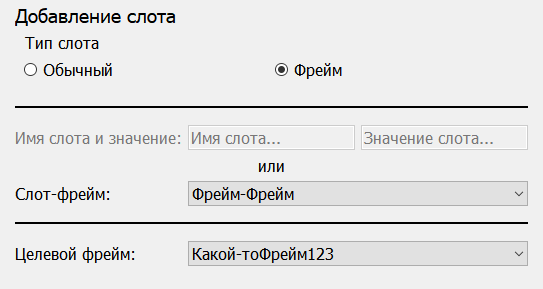 Добавление слота
Тип слота
Обычный Фрейм
Имя слота и значение: Имя слота... Значение слота...
или
Слот-фрейм: Фрейм-Фрейм
Целевой фрейм: Какой-тоФрейм123